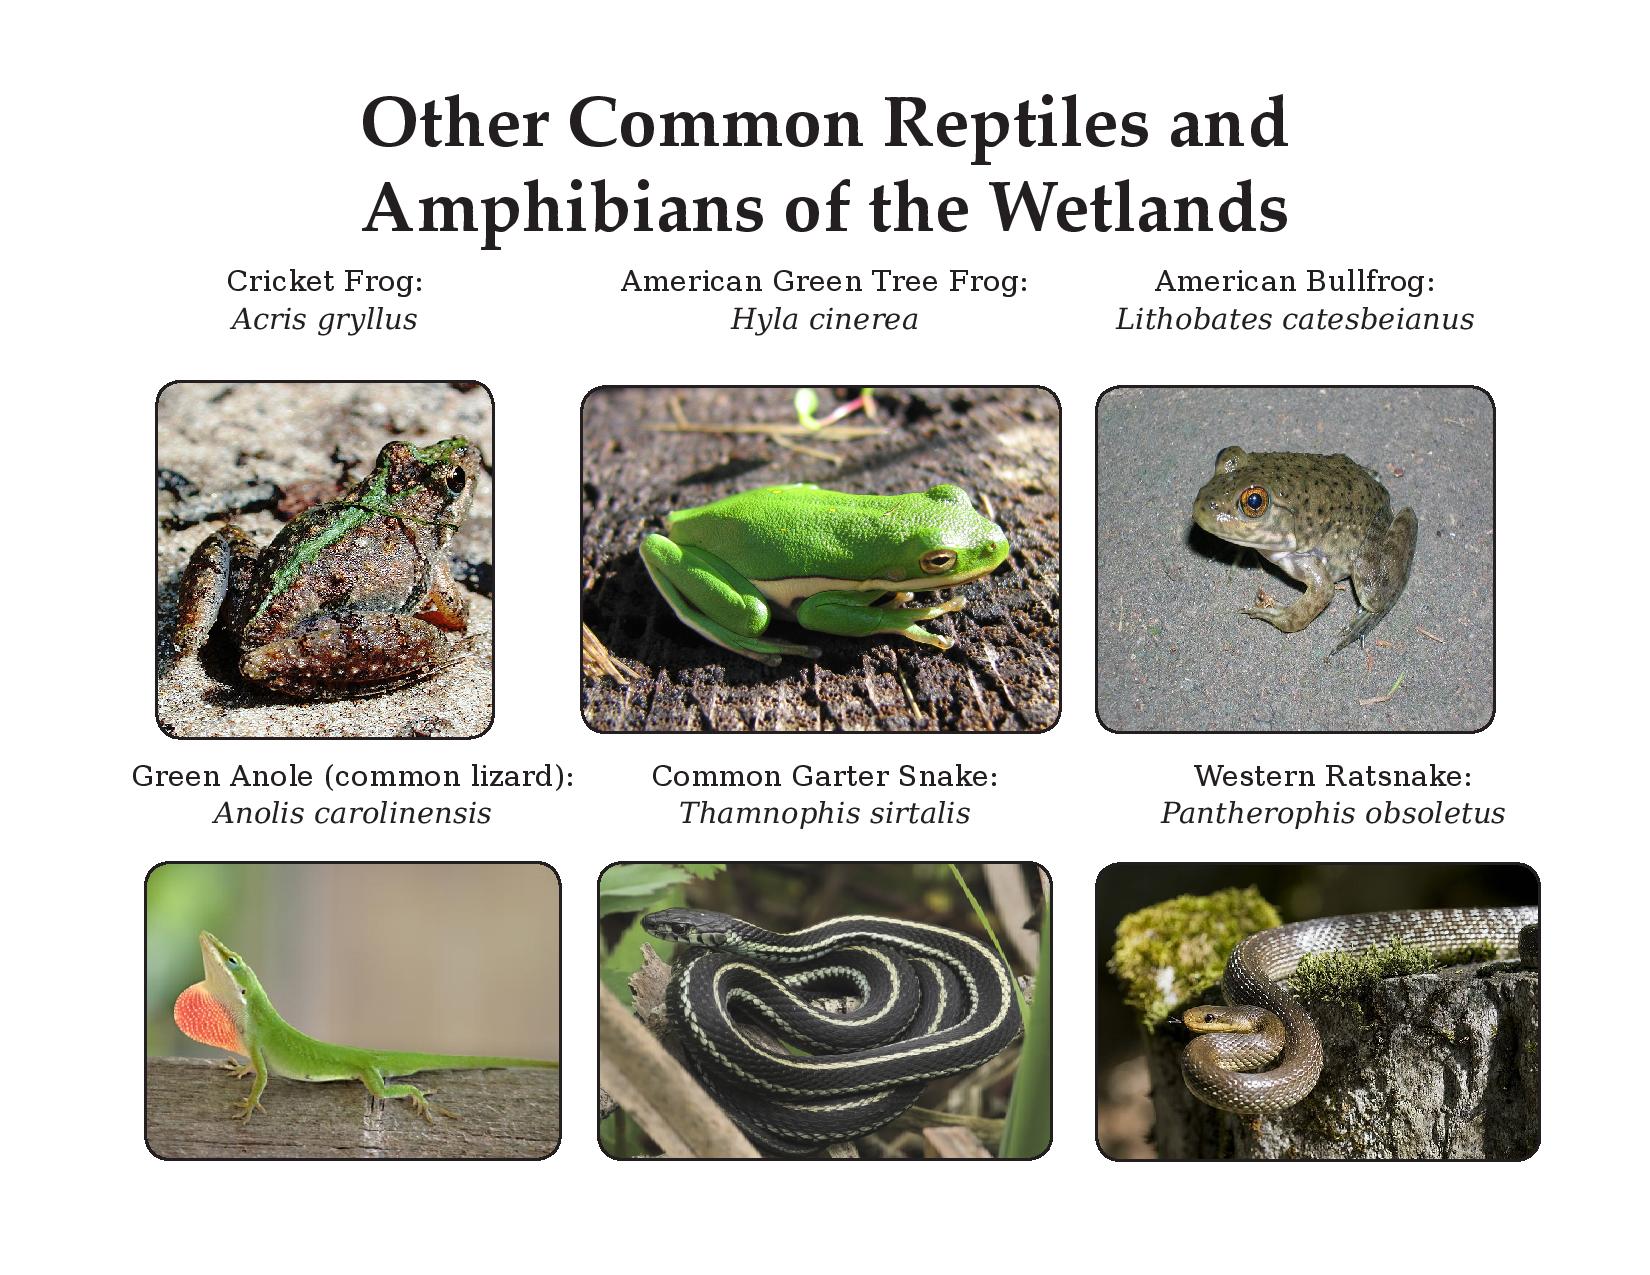 Other Common Reptiles and
Amphibians of the Wetlands
Cricket Frog:
Acris gryllus
American Green Tree Frog:
Hyla cinerea
American Bullfrog:
Lithobates catesbeianus
Green Anole (common lizard):
Anolis carolinensis
Common Garter Snake:
Thamnophis sirtalis
Western Ratsnake:
Pantherophis obsoletus